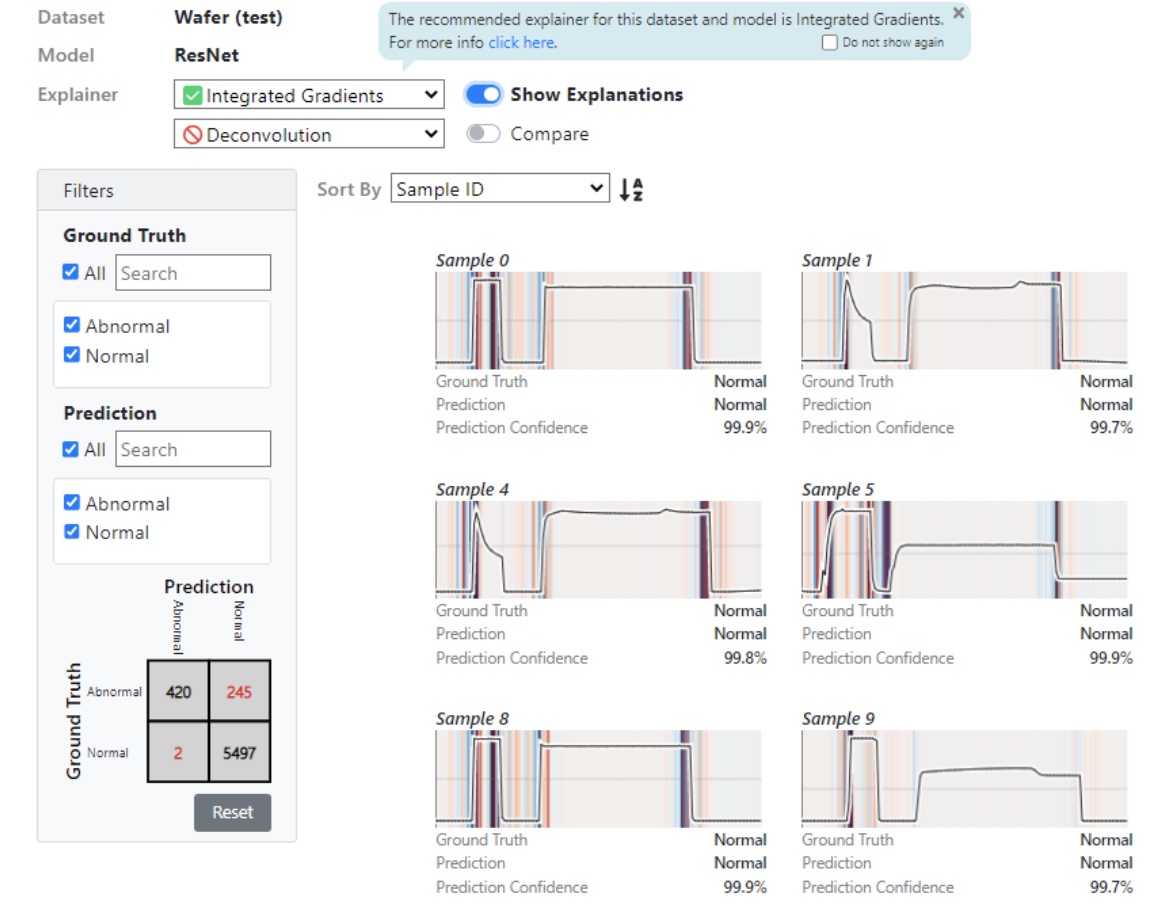 Dataset Wafer (test)
The recommended explainer for this dataset and model is Integrated Gradients.
For more info click here.
Do not show again
Model ResNet
Explainer Integrated Gradients Show Explanations
Deconvolution Compare
Filters
Sort By Sample ID
Ground Truth
All Search
Abnormal
Normal
Prediction
All Search
Abnormal
Normal
Prediction
Abnormal Normal
Ground Truth
Abnormal 420 245
Normal 2 5497
Reset
Sample 0
Ground Truth Normal
Prediction Normal
Prediction Confidence 99.9%
Sample 1
Ground Truth Normal
Prediction Normal
Prediction Confidence 99.7%
Sample 4
Ground Truth Normal
Prediction Normal
Prediction Confidence 99.8%
Sample 5
Ground Truth Normal
Prediction Normal
Prediction Confidence 99.9%
Sample 8
Ground Truth Normal
Prediction Normal
Prediction Confidence 99.9%
Sample 9
Ground Truth Normal
Prediction Normal
Prediction Confidence 99.7%